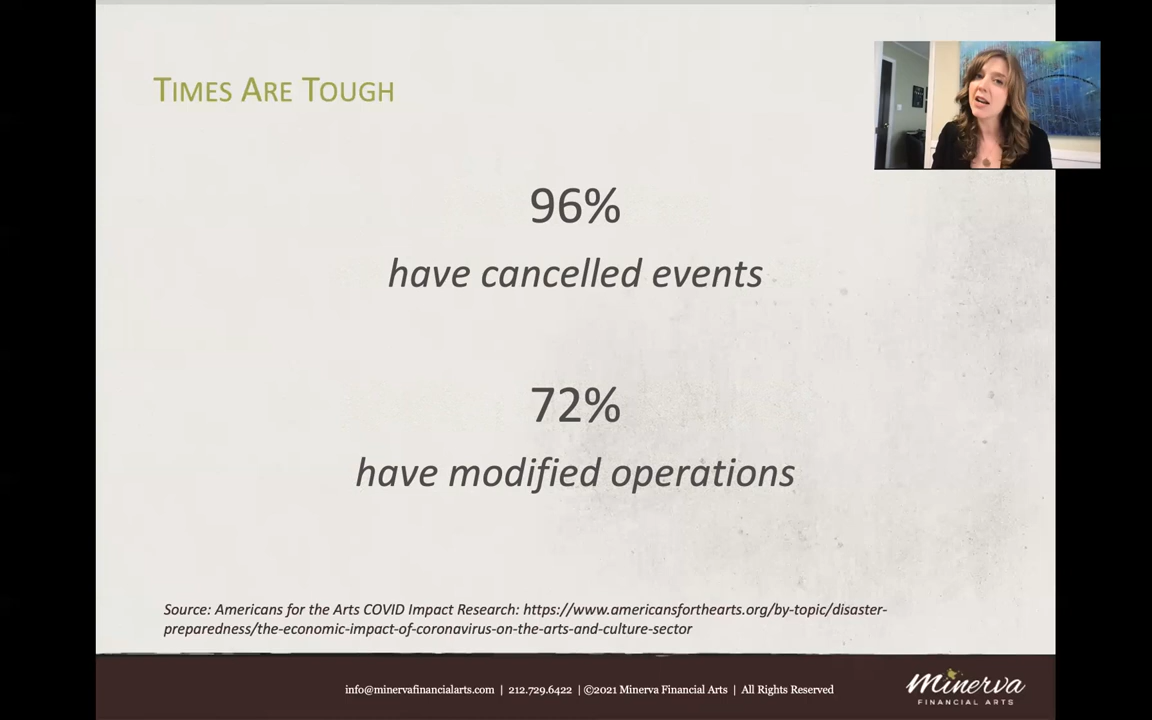 Times Are Tough
96%
have cancelled events
72%
have modified operations
Source: Americans for the Arts COVID Impact Research: https://www.americansforthearts.org/by-topic/disaster-
preparedness/the-economic-impact-of-coronavirus-on-the-arts-and-culture-sector
info@minervafinancialarts.com | 212.729.6422 | ©2021 Minerva Financial Arts | All Rights Reserved
Minerva
FINANCIAL ARTS